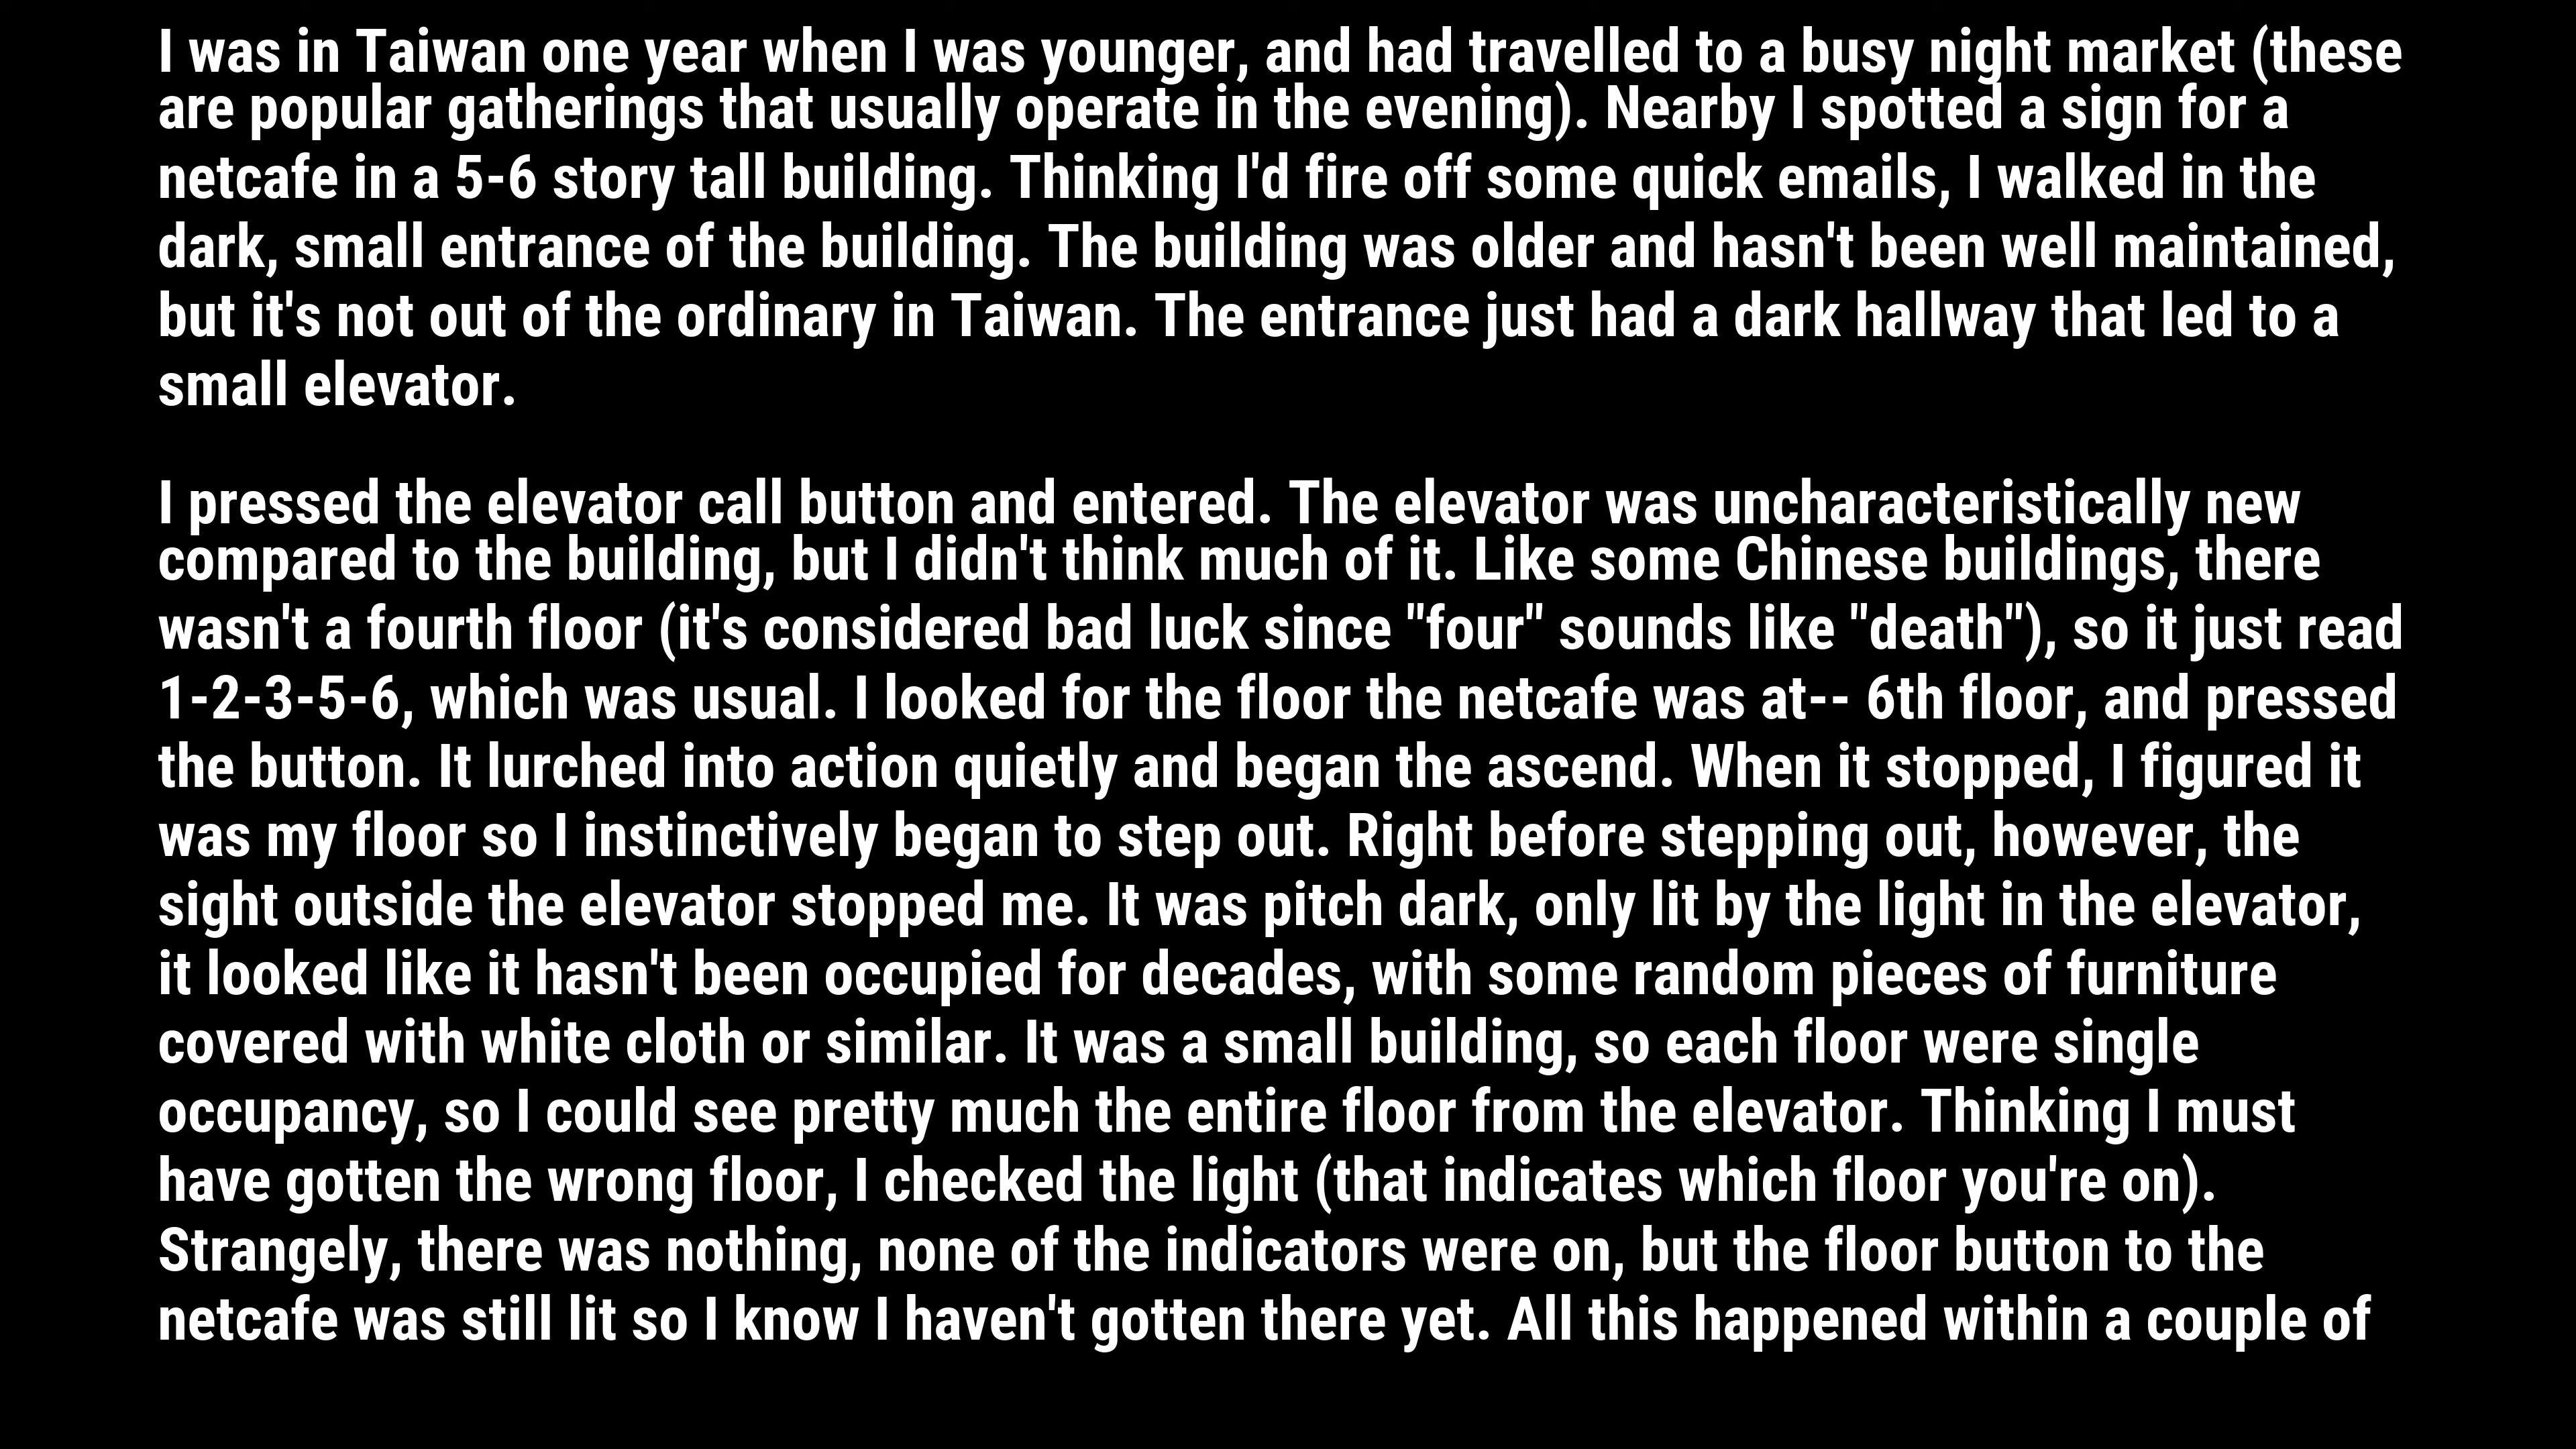 I was in Taiwan one year when I was younger, and had travelled to a busy night market (these
are popular gatherings that usually operate in the evening). Nearby I spotted a sign for a
netcafe in a 5-6 story tall building. Thinking I'd fire off some quick emails, I walked in the
dark, small entrance of the building. The building was older and hasn't been well maintained,
but it's not out of the ordinary in Taiwan. The entrance just had a dark hallway that led to a
small elevator.
I pressed the elevator call button and entered. The elevator was uncharacteristically new
compared to the building, but I didn't think much of it. Like some Chinese buildings, there
wasn't a fourth floor (it's considered bad luck since "four" sounds like "death"), so it just read
1-2-3-5-6, which was usual. I looked for the floor the netcafe was at-- 6th floor, and pressed
the button. It lurched into action quietly and began the ascend. When it stopped, I figured it
was my floor so I instinctively began to step out. Right before stepping out, however, the
sight outside the elevator stopped me. It was pitch dark, only lit by the light in the elevator,
it looked like it hasn't been occupied for decades, with some random pieces of furniture
covered with white cloth or similar. It was a small building, so each floor were single
occupancy, so I could see pretty much the entire floor from the elevator. Thinking I must
have gotten the wrong floor, I checked the light (that indicates which floor you're on).
Strangely, there was nothing, none of the indicators were on, but the floor button to the
netcafe was still lit so I know I haven't gotten there yet. All this happened within a couple of